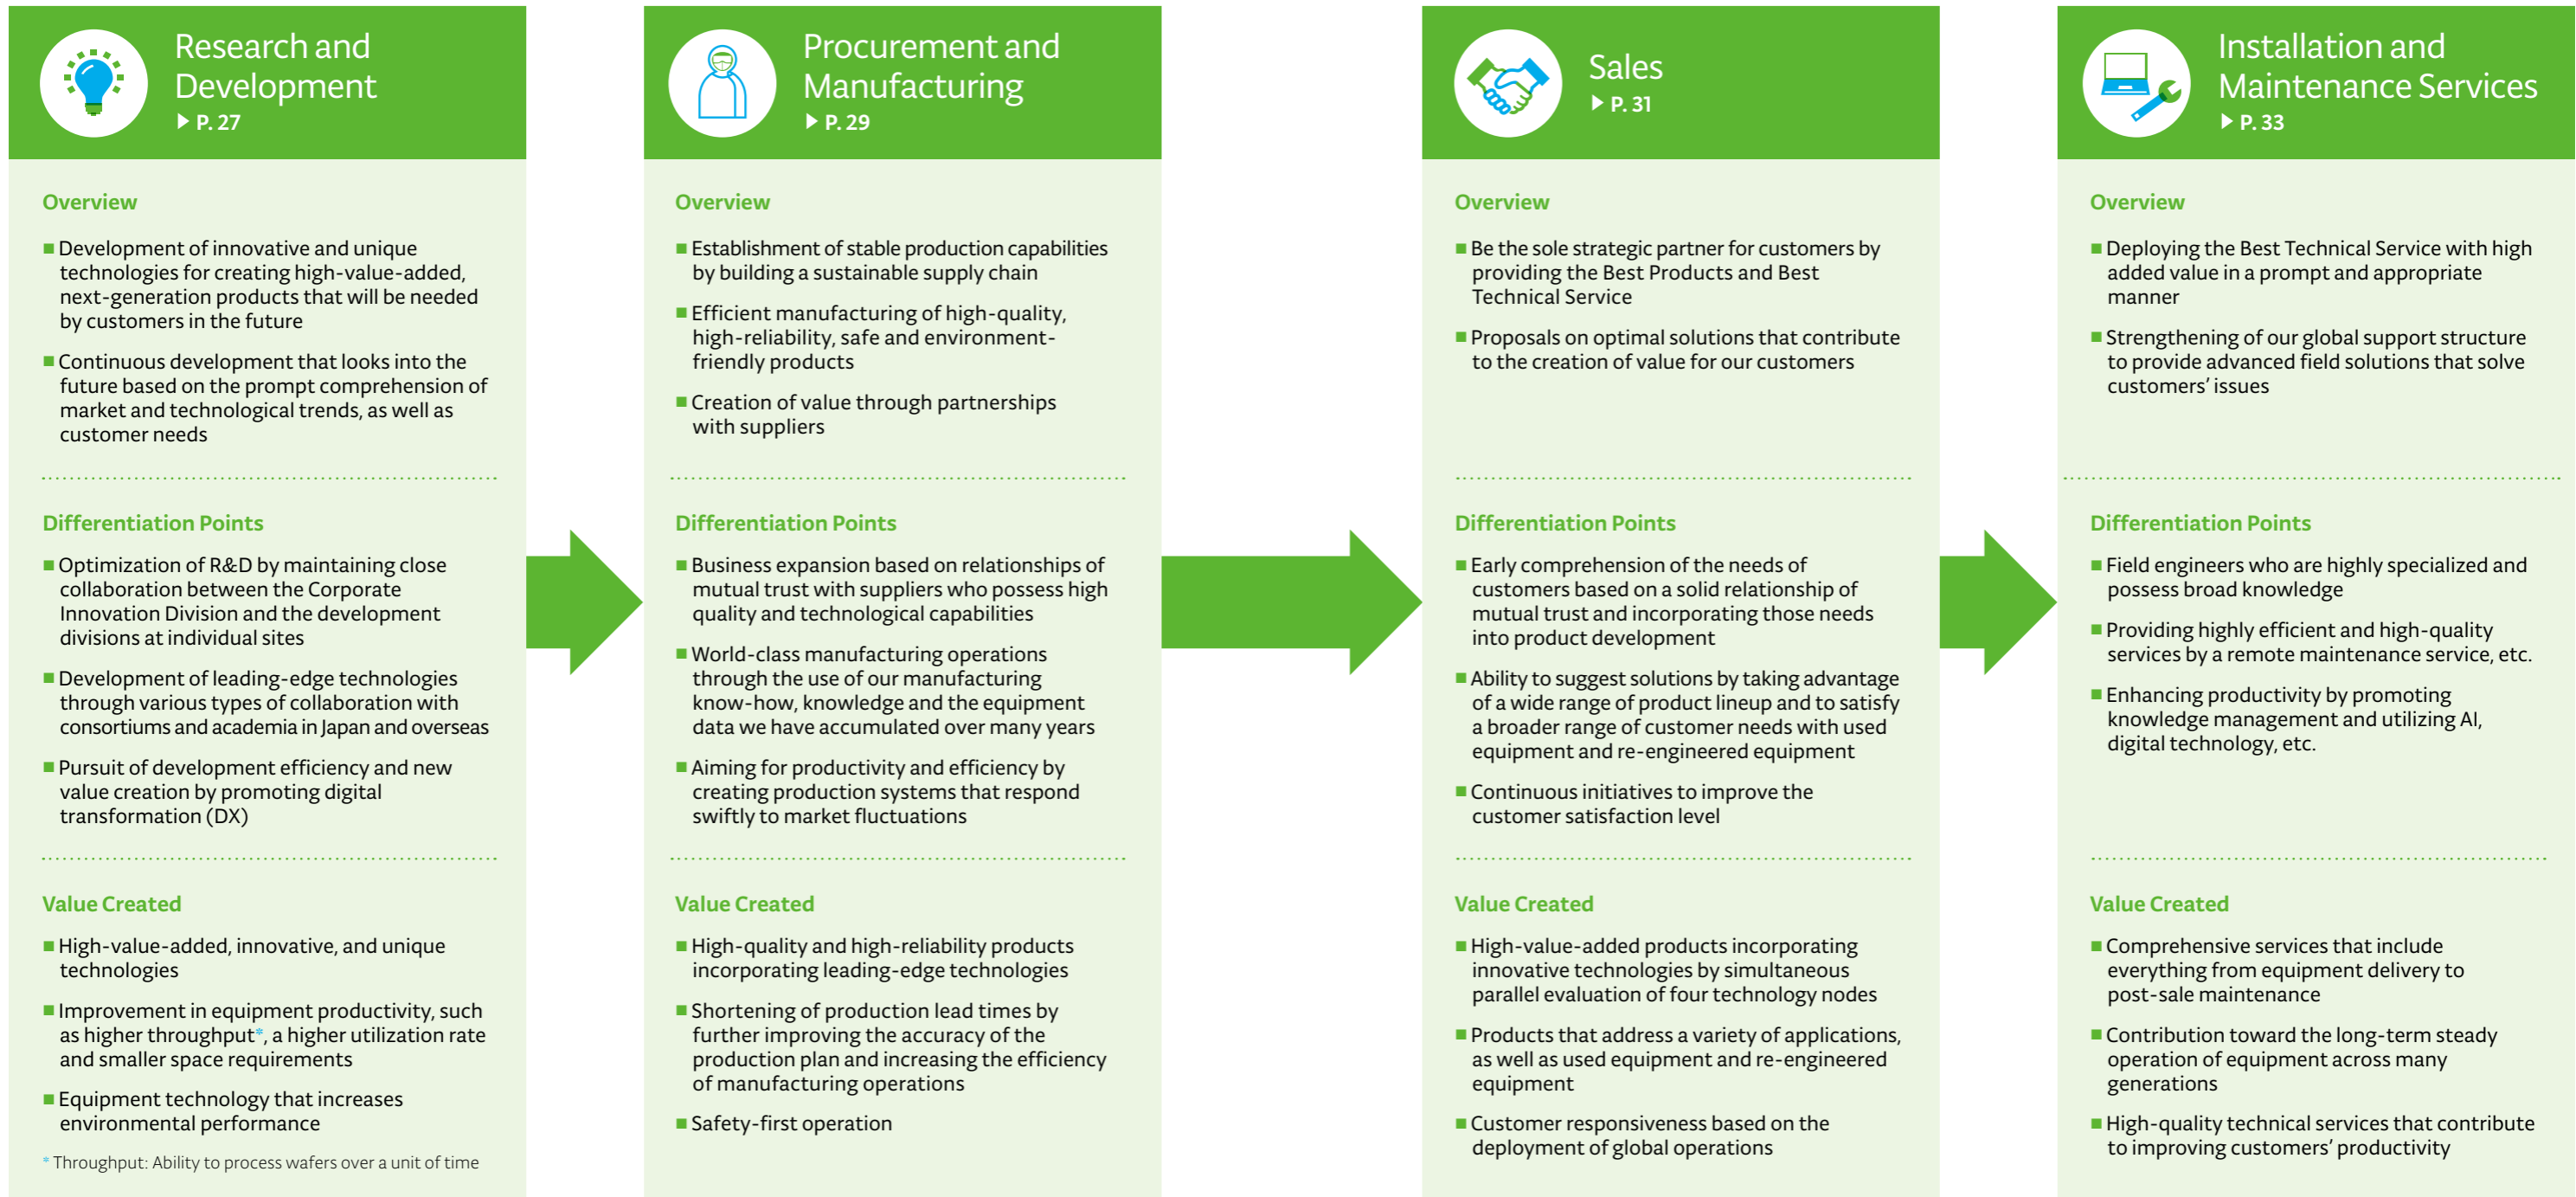 Research and
Development
▶ P. 27
Overview
■ Development of innovative and unique
technologies for creating high-value-added,
next-generation products that will be needed
by customers in the future
■ Continuous development that looks into the
future based on the prompt comprehension of
market and technological trends, as well as
customer needs
Differentiation Points
■ Optimization of R&D by maintaining close
collaboration between the Corporate
Innovation Division and the development
divisions at individual sites
■ Development of leading-edge technologies
through various types of collaboration with
consortiums and academia in Japan and overseas
■ Pursuit of development efficiency and new
value creation by promoting digital
transformation (DX)
Value Created
■ High-value-added, innovative, and unique
technologies
■ Improvement in equipment productivity, such
as higher throughput*, a higher utilization rate
and smaller space requirements
■ Equipment technology that increases
environmental performance
* Throughput: Ability to process wafers over a unit of time
Procurement and
Manufacturing
▶ P. 29
Overview
■ Establishment of stable production capabilities
by building a sustainable supply chain
■ Efficient manufacturing of high-quality,
high-reliability, safe and environment-
friendly products
■ Creation of value through partnerships
with suppliers
Differentiation Points
■ Business expansion based on relationships of
mutual trust with suppliers who possess high
quality and technological capabilities
■ World-class manufacturing operations
through the use of our manufacturing
know-how, knowledge and the equipment
data we have accumulated over many years
■ Aiming for productivity and efficiency by
creating production systems that respond
swiftly to market fluctuations
Value Created
■ High-quality and high-reliability products
incorporating leading-edge technologies
■ Shortening of production lead times by
further improving the accuracy of the
production plan and increasing the efficiency
of manufacturing operations
■ Safety-first operation
Sales
▶ P. 31
Overview
■ Be the sole strategic partner for customers by
providing the Best Products and Best
Technical Service
■ Proposals on optimal solutions that contribute
to the creation of value for our customers
Differentiation Points
■ Early comprehension of the needs of
customers based on a solid relationship of
mutual trust and incorporating those needs
into product development
■ Ability to suggest solutions by taking advantage
of a wide range of product lineup and to satisfy
a broader range of customer needs with used
equipment and re-engineered equipment
■ Continuous initiatives to improve the
customer satisfaction level
Value Created
■ High-value-added products incorporating
innovative technologies by simultaneous
parallel evaluation of four technology nodes
■ Products that address a variety of applications,
as well as used equipment and re-engineered
equipment
■ Customer responsiveness based on the
deployment of global operations
Installation and
Maintenance Services
▶ P. 33
Overview
■ Deploying the Best Technical Service with high
added value in a prompt and appropriate
manner
■ Strengthening of our global support structure
to provide advanced field solutions that solve
customers’ issues
Differentiation Points
■ Field engineers who are highly specialized and
possess broad knowledge
■ Providing highly efficient and high-quality
services by a remote maintenance service, etc.
■ Enhancing productivity by promoting
knowledge management and utilizing AI,
digital technology, etc.
Value Created
■ Comprehensive services that include
everything from equipment delivery to
post-sale maintenance
■ Contribution toward the long-term steady
operation of equipment across many
generations
■ High-quality technical services that contribute
to improving customers’ productivity